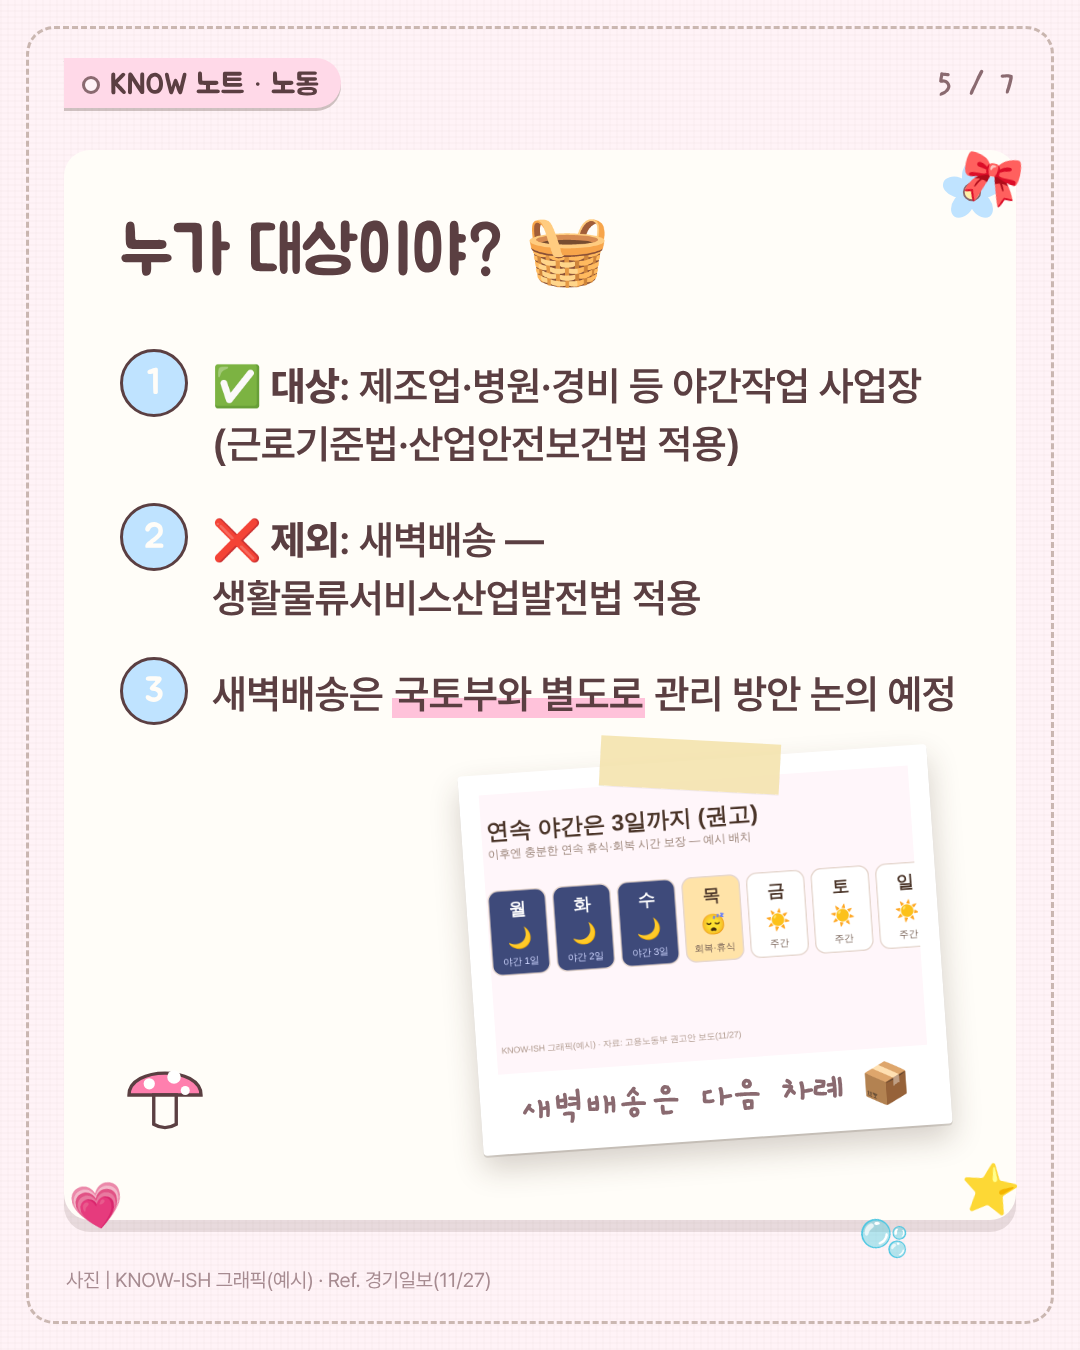 KNOW 노트 · 노동
5 / 7
누가 대상이야?
1
대상: 제조업·병원·경비 등 야간작업 사업장
(근로기준법·산업안전보건법 적용)
2
제외: 새벽배송 —
생활물류서비스산업발전법 적용
3
새벽배송은 국토부와 별도로 관리 방안 논의 예정
연속 야간은 3일까지 (권고)
이후엔 충분한 연속 휴식·회복 시간 보장 — 예시 배치
월 화 수 목 금 토 일
야간 1일 야간 2일 야간 3일 회복·휴식 주간 주간 주간
KNOW-ISH 그래픽(예시) · 자료: 고용노동부 권고안 보도(11/27)
새벽배송은 다음 차례
사진 | KNOW-ISH 그래픽(예시) · Ref. 경기일보(11/27)